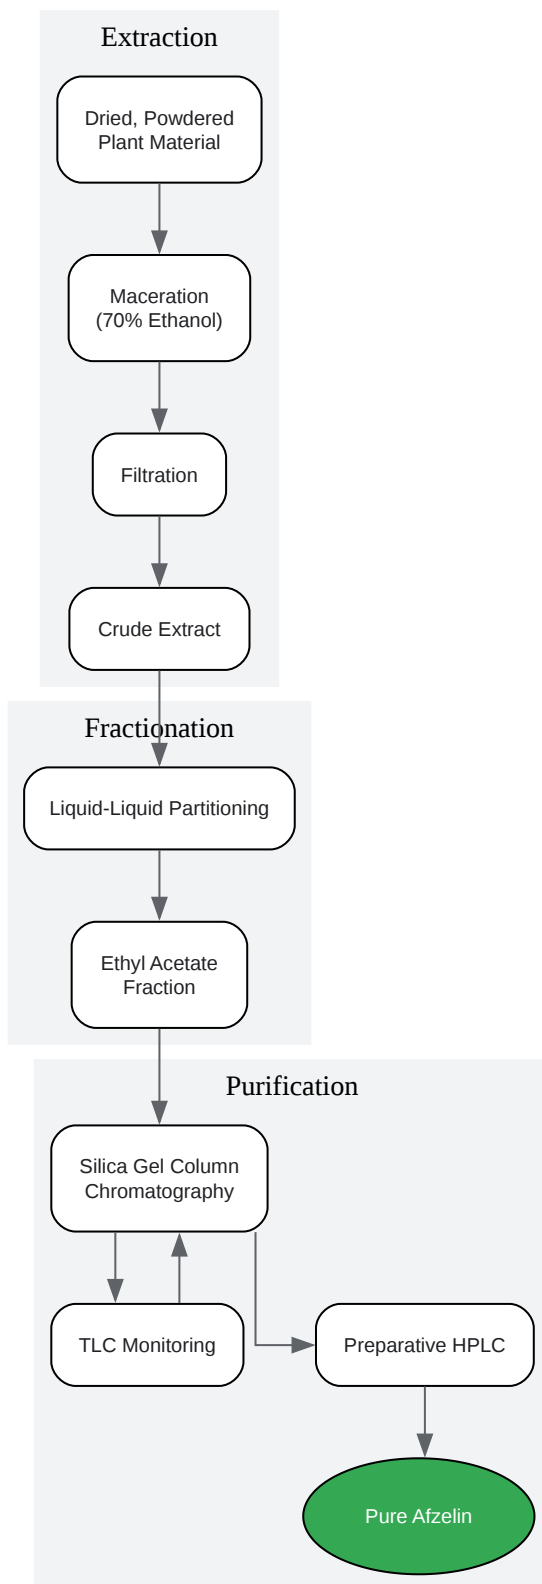 Extraction
Dried, Powdered
Plant Material
Maceration
(70% Ethanol)
Filtration
Crude Extract
Fractionation
Liquid-Liquid Partitioning
Ethyl Acetate
Fraction
Purification
Silica Gel Column
Chromatography
TLC Monitoring
Preparative HPLC
Pure Afzelin